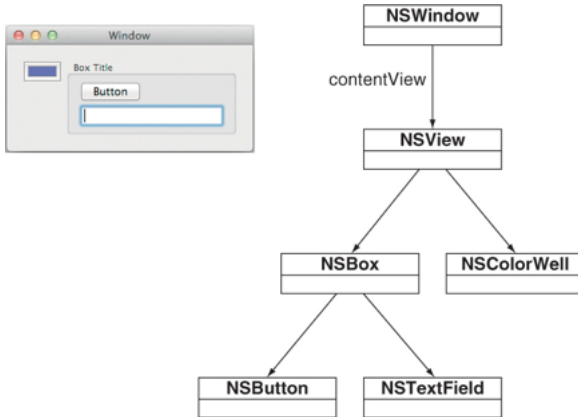 Window
Box Title
Button
NSWindow
contentView
NSView
NSBox
NSColorWell
NSButton
NSTextField